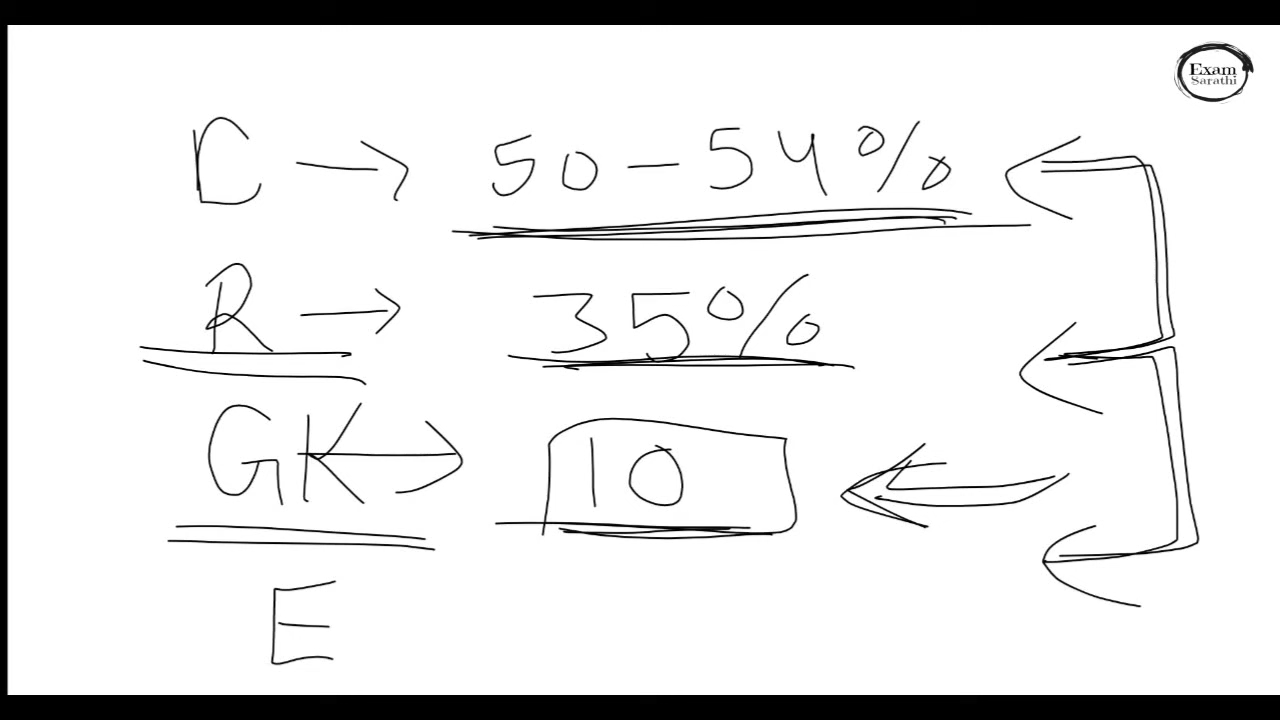 Exam
Sarathi
C → 50-54%
R → 35%
GK → 10
E